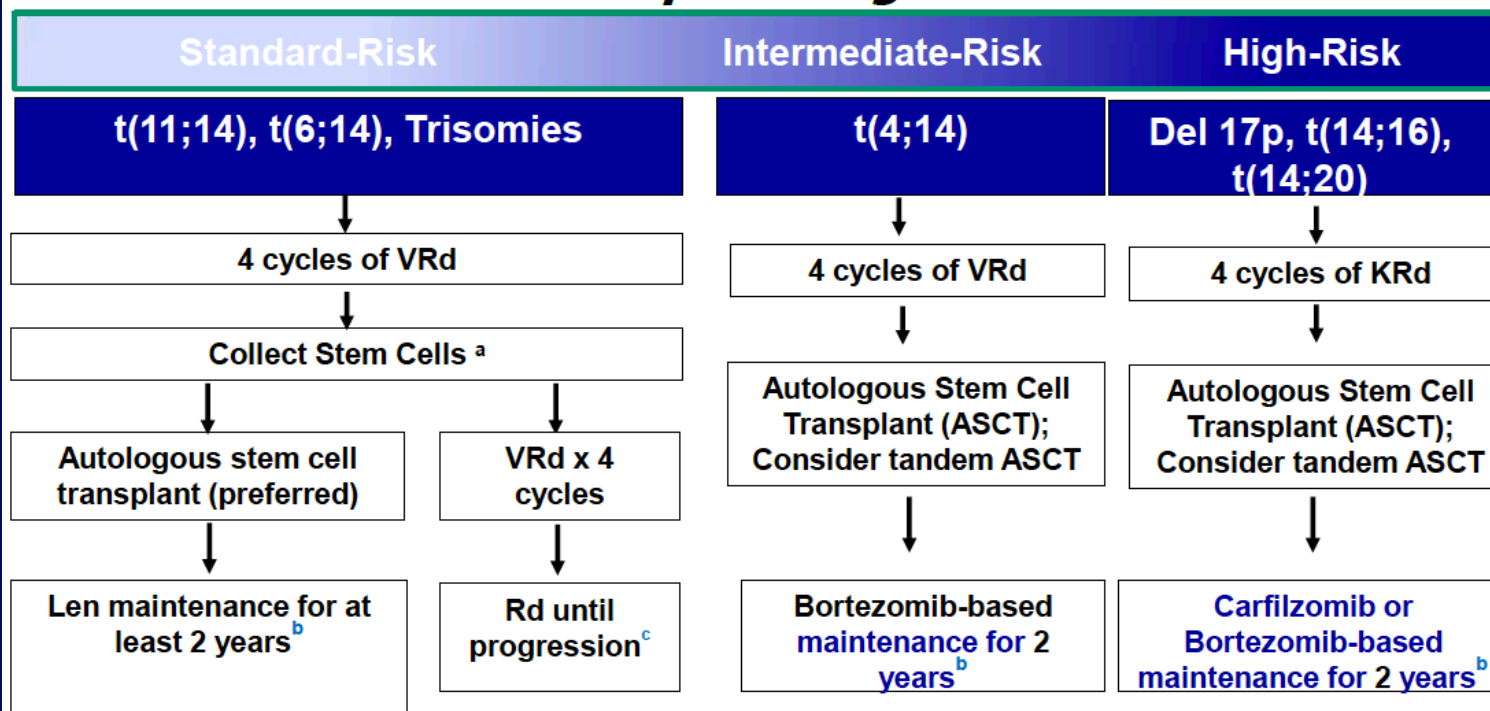 Standard-Risk
Intermediate-Risk
High-Risk
t(11;14), t(6;14), Trisomies
t(4;14)
Del 17p, t(14;16),
t(14;20)
4 cycles of VRd
4 cycles of VRd
4 cycles of KRd
Collect Stem Cells a
Autologous stem cell
transplant (preferred)
VRd x 4
cycles
Autologous Stem Cell
Transplant (ASCT);
Consider tandem ASCT
Autologous Stem Cell
Transplant (ASCT);
Consider tandem ASCT
Len maintenance for at
least 2 years b
Rd until
progression c
Bortezomib-based
maintenance for 2
years b
Carfilzomib or
Bortezomib-based
maintenance for 2 years b